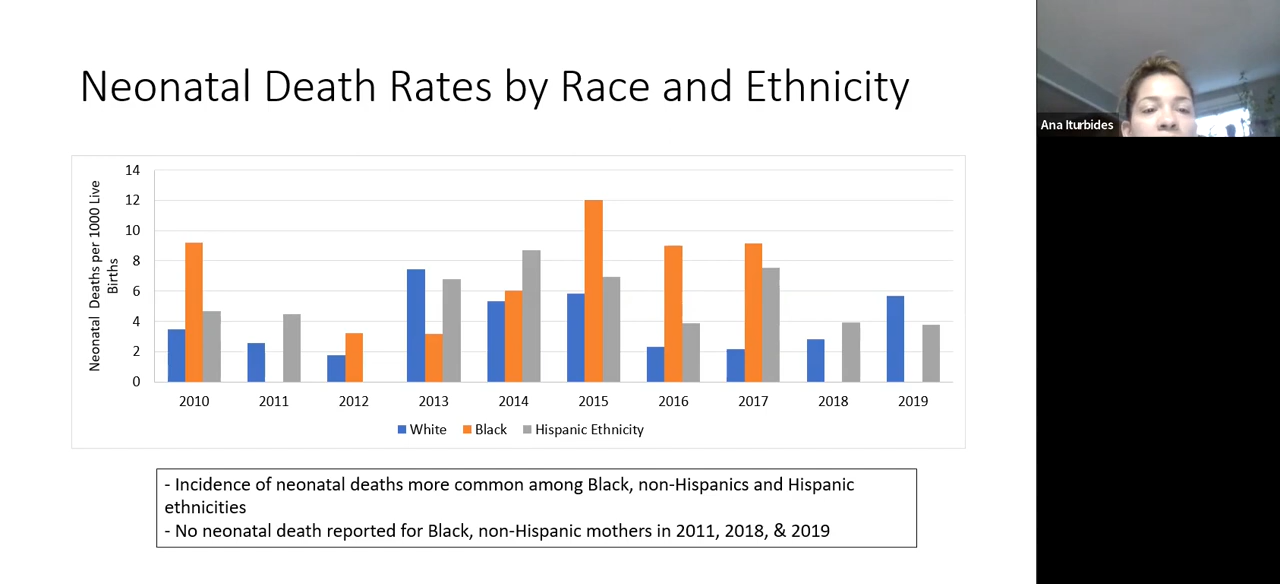 Neonatal Death Rates by Race and Ethnicity
Ana Iturbides
Neonatal Deaths per 1000 Live
Births
14
12
10
8
6
4
2
0
2010 2011 2012 2013 2014 2015 2016 2017 2018 2019
White Black Hispanic Ethnicity
- Incidence of neonatal deaths more common among Black, non-Hispanics and Hispanic
ethnicities
- No neonatal death reported for Black, non-Hispanic mothers in 2011, 2018, & 2019